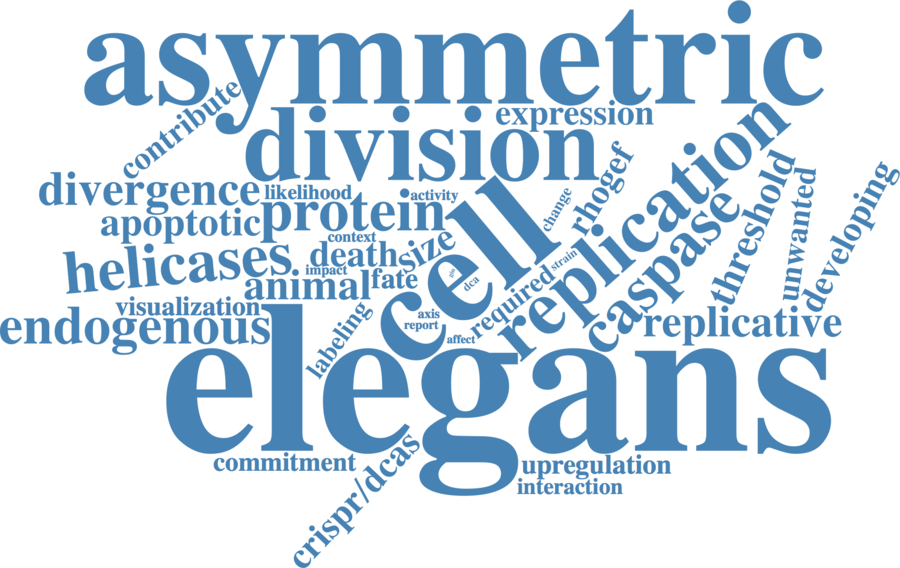 asymmetric
contribute
division
expression
divergence
likelihood
activity
protein
apoptotic
context
change
rhogef
replication
threshold
unwanted
developing
helicases.
deaths
size
cell
impact
animal
fate
dca
strain
caspase
visualization
endogenous
labeling
axis
report
affect
required
replicative
elegans
commitment
crispr/dcas
upregulation
interaction